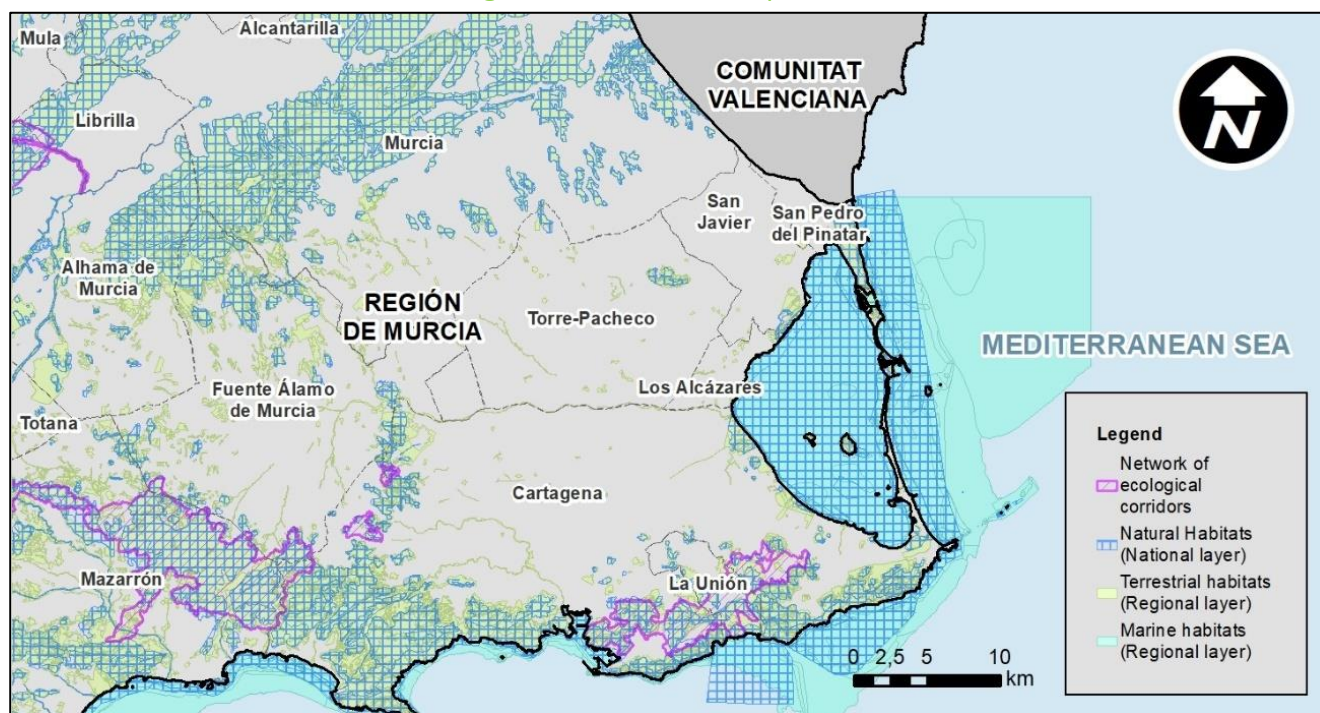 Mula
Alcantarilla
COMUNITAT
VALENCIANA
N
Librilla
Murcia
San
Javier
San Pedro
del Pinatar
Alhama de
Murcia
REGIÓN
DE MURCIA
Torre-Pacheco
MEDITERRANEAN SEA
Fuente Álamo
de Murcia
Los Alcázares
Totana
Cartagena
Mazarrón
La Unión
0 2,5 5 10
km
Legend
Network of
ecological
corridors
Natural Habitats
(National layer)
Terrestrial habitats
(Regional layer)
Marine habitats
(Regional layer)